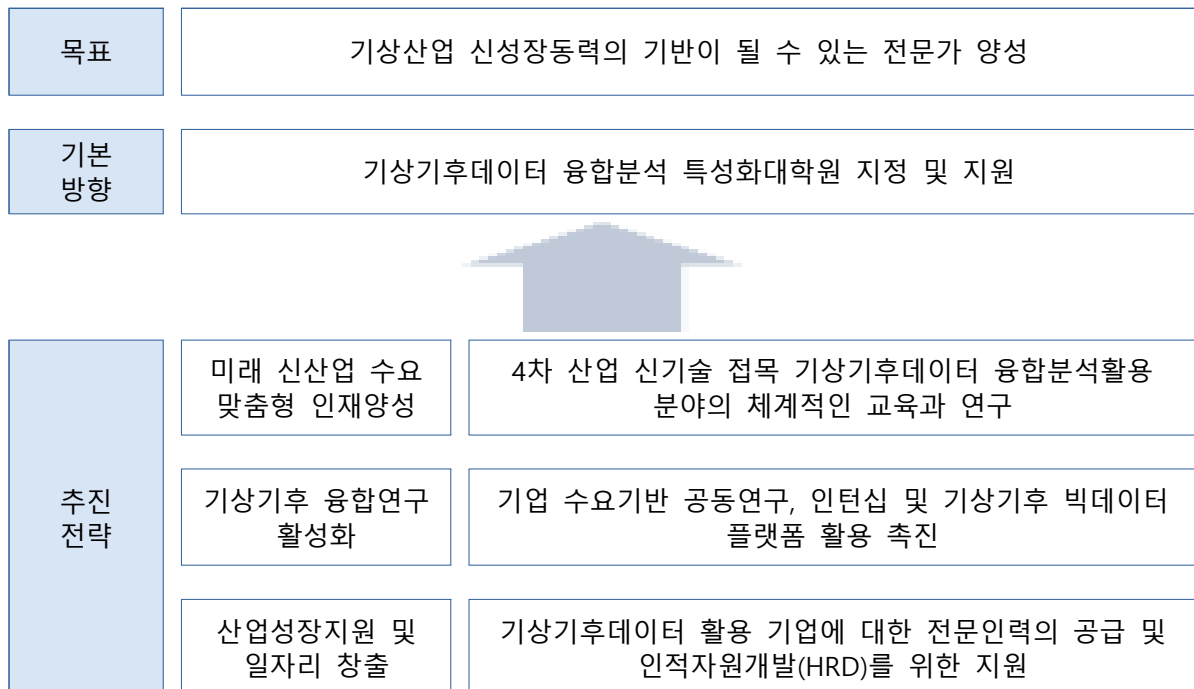 목표
기상산업 신성장동력의 기반이 될 수 있는 전문가 양성
기본
방향
기상기후데이터 융합분석 특성화대학원 지정 및 지원
추진
전략
미래 신산업 수요
맞춤형 인재양성
4차 산업 신기술 접목 기상기후데이터 융합분석활용
분야의 체계적인 교육과 연구
기상기후 융합연구
활성화
기업 수요기반 공동연구, 인턴십 및 기상기후 빅데이터
플랫폼 활용 촉진
산업성장지원 및
일자리 창출
기상기후데이터 활용 기업에 대한 전문인력의 공급 및
인적자원개발(HRD)를 위한 지원